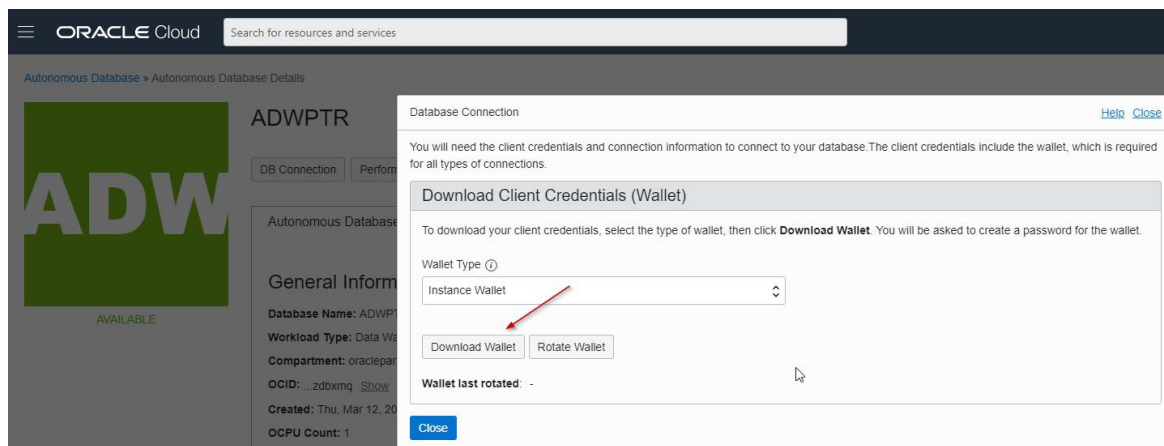 ORACLE Cloud
Search for resources and services
Autonomous Database » Autonomous Database Details
ADW
AVAILABLE
ADWPTR
DB Connection
Autonomous Database
General Inform
Database Name: ADWPT
Workload Type: Data Wa
Compartment: oraclepar
OCID: ...zdbxmq Show
Created: Thu, Mar 12, 20
OCPU Count: 1
Database Connection
Help Close
You will need the client credentials and connection information to connect to your database.The client credentials include the wallet, which is required
for all types of connections.
Download Client Credentials (Wallet)
To download your client credentials, select the type of wallet, then click Download Wallet. You will be asked to create a password for the wallet.
Wallet Type
Instance Wallet
Download Wallet Rotate Wallet
Wallet last rotated: -
Close